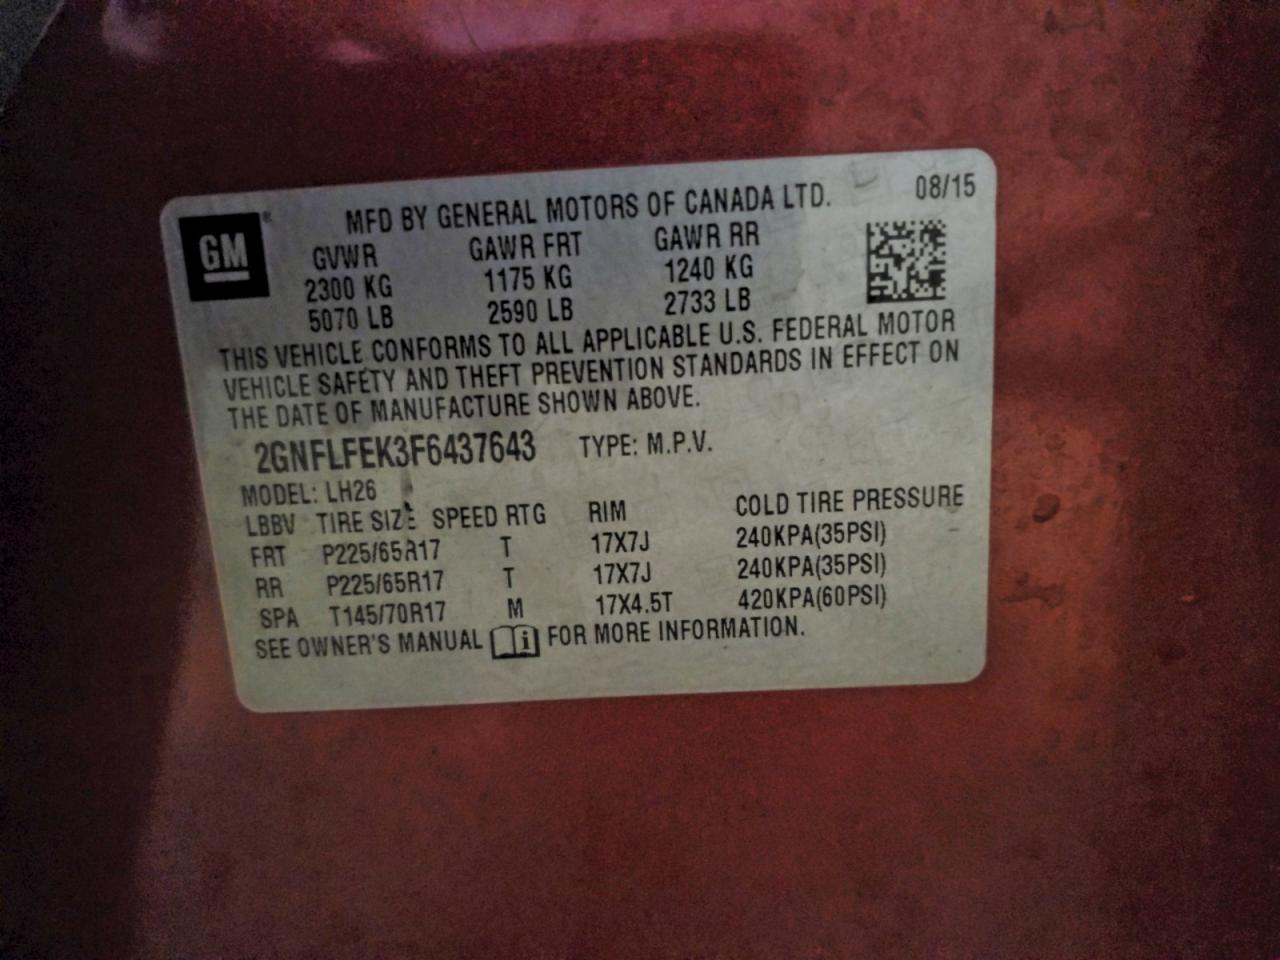 GM® MFD BY GENERAL MOTORS OF CANADA LTD. 08/15
GVWR GAWR FRT GAWR RR
2300 KG 1175 KG 1240 KG
5070 LB 2590 LB 2733 LB
THIS VEHICLE CONFORMS TO ALL APPLICABLE U.S. FEDERAL MOTOR
VEHICLE SAFETY AND THEFT PREVENTION STANDARDS IN EFFECT ON
THE DATE OF MANUFACTURE SHOWN ABOVE.
2GNFLFEK3F6437643 TYPE: M.P.V.
MODEL: LH26
LBBV TIRE SIZE SPEED RTG RIM COLD TIRE PRESSURE
FRT P225/65R17 T 17X7J 240KPA(35PSI)
RR P225/65R17 T 17X7J 240KPA(35PSI)
SPA T145/70R17 M 17X4.5T 420KPA(60PSI)
SEE OWNER'S MANUAL i FOR MORE INFORMATION.